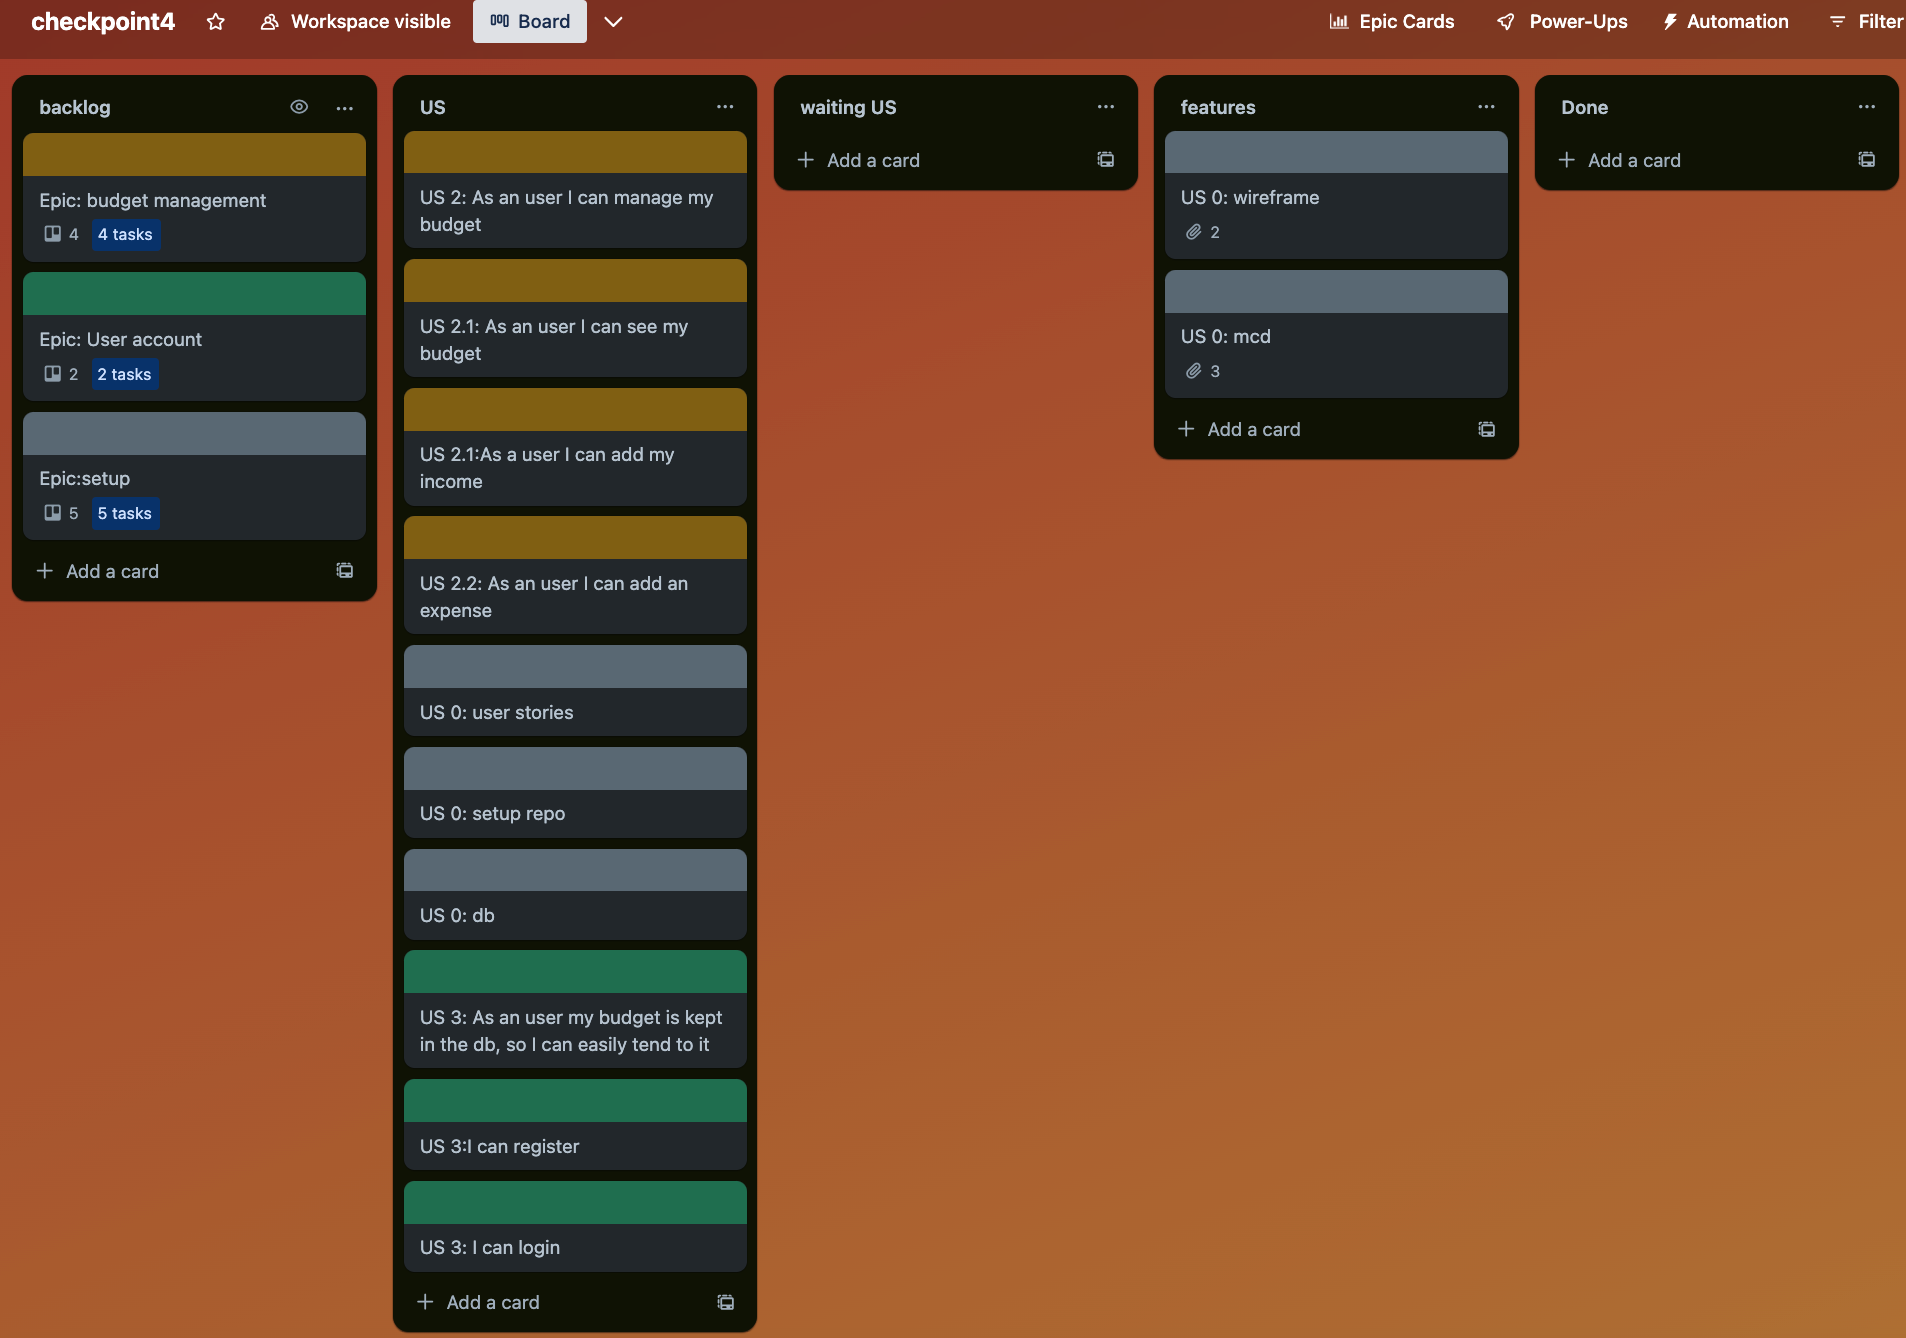 checkpoint4
Workspace visible
Board
Epic Cards
Power-Ups
Automation
Filter
backlog
Epic: budget management
4
4 tasks
Epic: User account
2
2 tasks
Epic:setup
5
5 tasks
Add a card
US
US 2: As an user I can manage my
budget
US 2.1: As an user I can see my
budget
US 2.1:As a user I can add my
income
US 2.2: As an user I can add an
expense
US 0: user stories
US 0: setup repo
US 0: db
US 3: As an user my budget is kept
in the db, so I can easily tend to it
US 3:I can register
US 3: I can login
Add a card
waiting US
Add a card
features
US 0: wireframe
2
US 0: mcd
3
Add a card
Done
Add a card